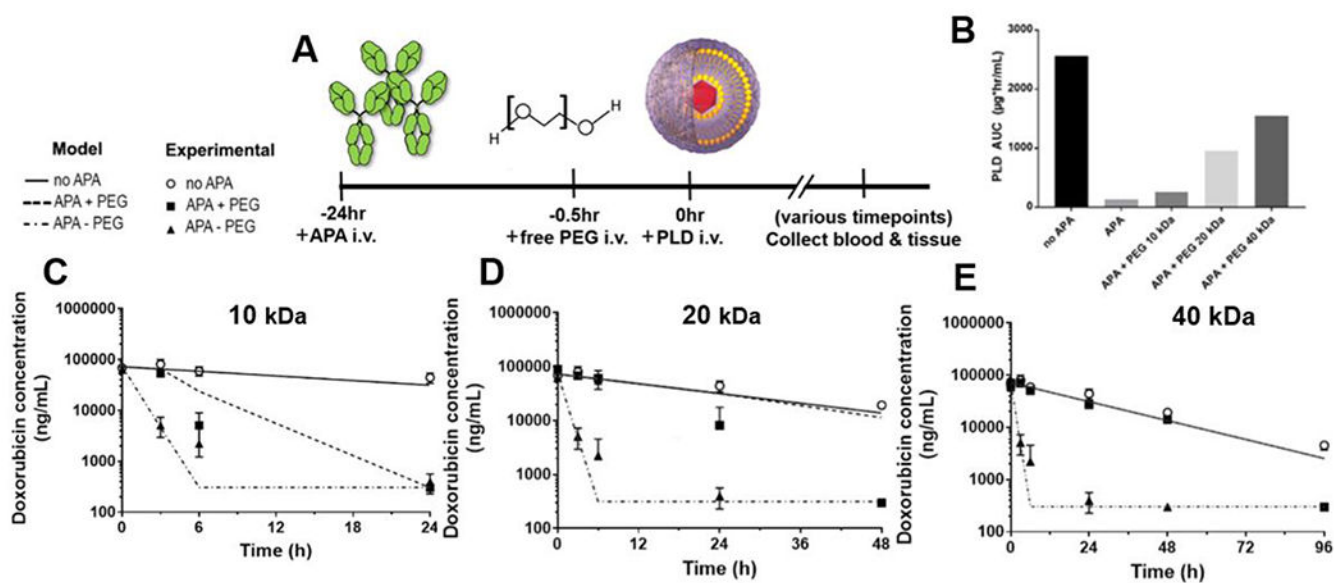 A
H
O
O
H
-24hr
+APA i.v.
-0.5hr
+free PEG i.v.
0hr
+PLD i.v.
(various timepoints)
Collect blood & tissue
Model
no APA
APA + PEG
APA - PEG
Experimental
no APA
APA + PEG
APA - PEG
B
PLD AUC (µg*hr/mL)
3000
2000
1000
0
no APA
APA
APA + PEG 10 kDa
APA + PEG 20 kDa
APA + PEG 40 kDa
C
10 kDa
Doxorubicin concentration
(ng/mL)
1000000
100000
10000
1000
100
0
6
12
18
24
Time (h)
D
20 kDa
Doxorubicin concentration
(ng/mL)
1000000
100000
10000
1000
100
0
12
24
36
48
Time (h)
E
40 kDa
Doxorubicin concentration
(ng/mL)
1000000
100000
10000
1000
100
0
24
48
72
96
Time (h)